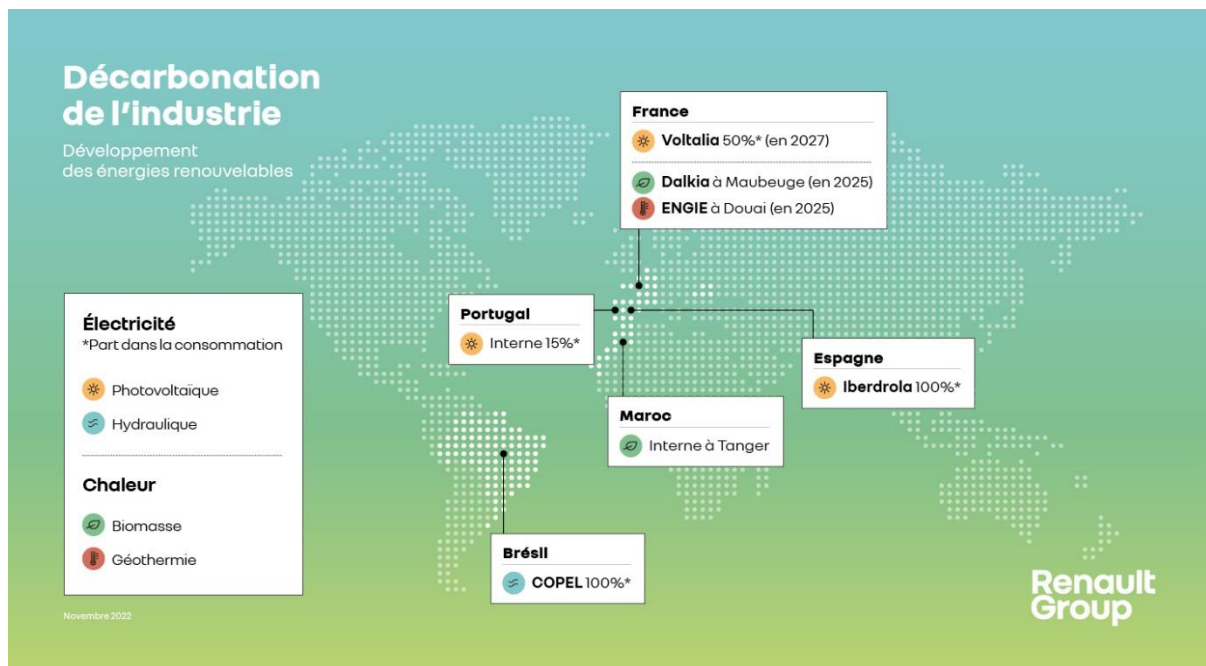 Décarbonation
de l'industrie
Développement
des énergies renouvelables
France
Voltalia 50%* (en 2027)
Dalkia à Maubeuge (en 2025)
ENGIE à Douai (en 2025)
Portugal
Interne 15%*
Espagne
Iberdrola 100%*
Maroc
Interne à Tanger
Brésil
COPEL 100%*
Électricité
*Part dans la consommation
Photovoltaïque
Hydraulique
Chaleur
Biomasse
Géothermie
Novembre 2022
Renault
Group